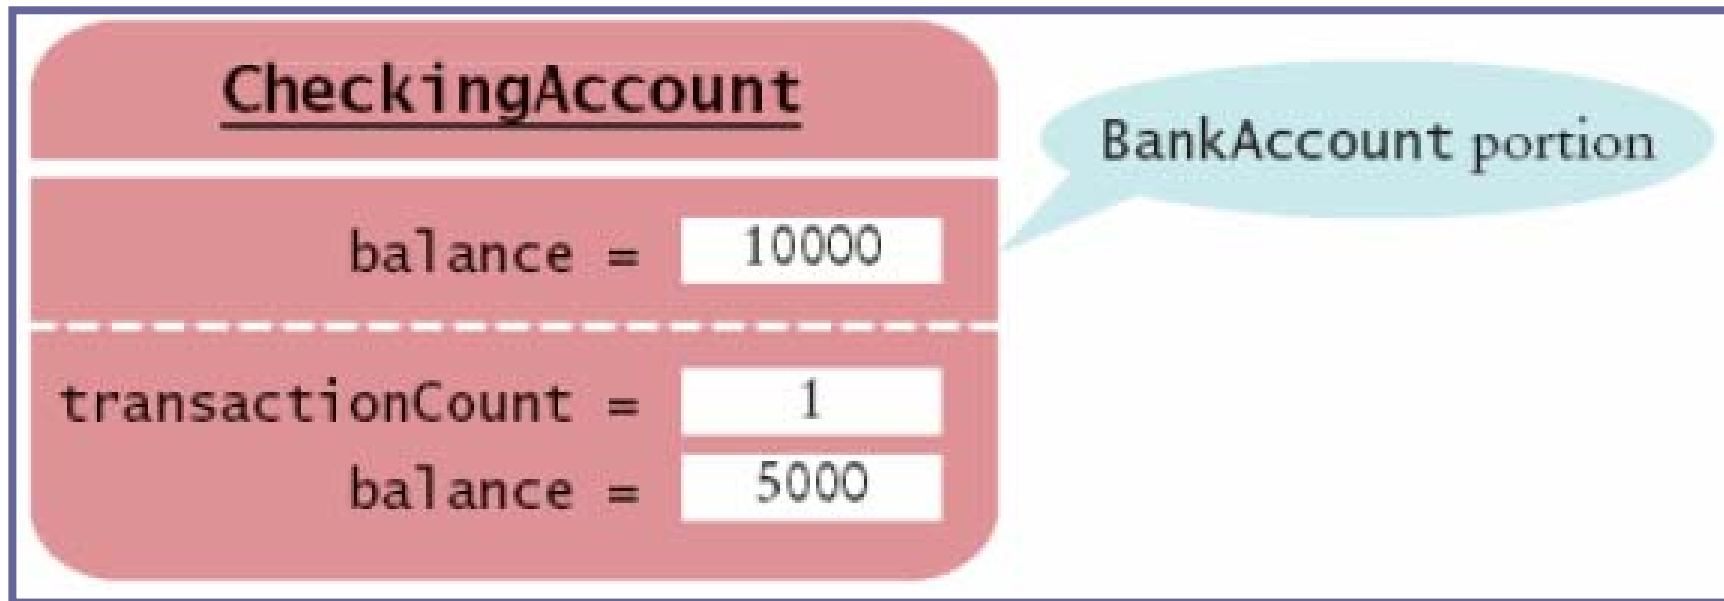 CheckingAccount
BankAccount portion
balance = 10000
transactionCount = 1
balance = 5000